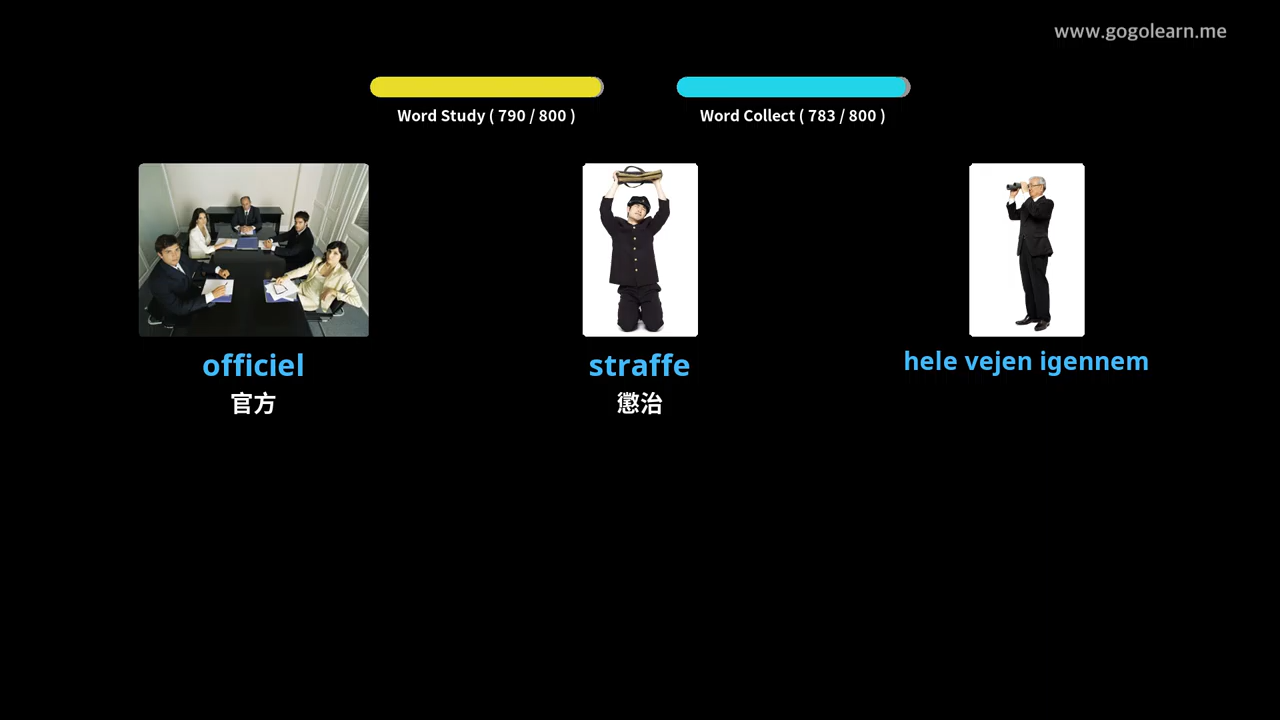 www.gogolearn.me
Word Study ( 790 / 800 )
Word Collect ( 783 / 800 )
officiel
straffe
hele vejen igennem
官方
懲治